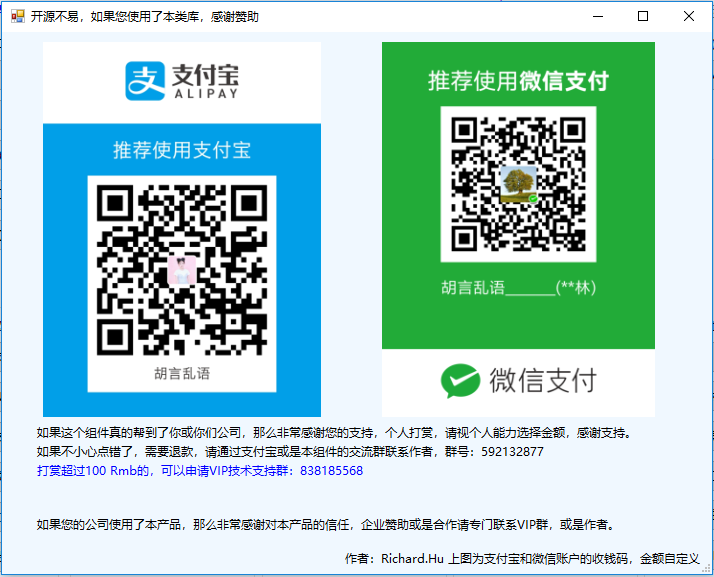 开源不易，如果您使用了本类库，感谢赞助
支 支付宝
ALIPAY
推荐使用支付宝
胡言乱语
推荐使用微信支付
胡言乱语______(**林)
微信支付
如果这个组件真的帮到了你或你们公司，那么非常感谢您的支持，个人打赏，请视个人能力选择金额，感谢支持。
如果不小心点错了，需要退款，请通过支付宝或是本组件的交流群联系作者，群号：592132877
打赏超过100 Rmb的，可以申请VIP技术支持群：838185568
如果您的公司使用了本产品，那么非常感谢对本产品的信任，企业赞助或是合作请专门联系VIP群，或是作者。
作者：Richard.Hu 上图为支付宝和微信账户的收钱码，金额自定义